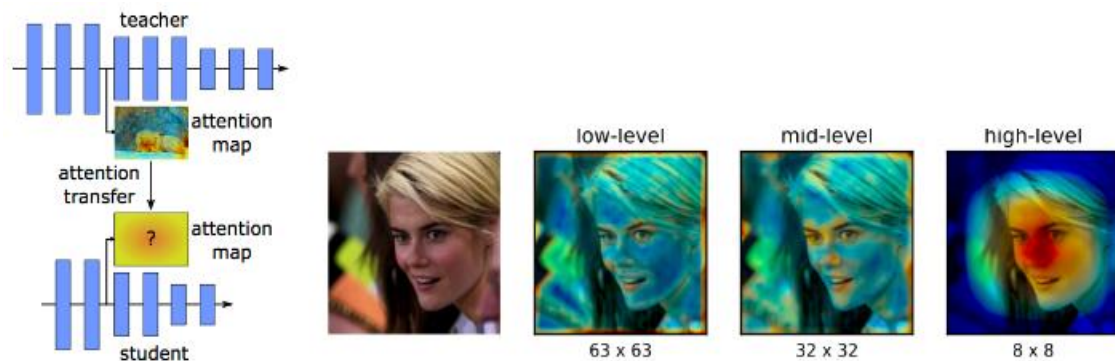 teacher
attention
map
attention
transfer
?
attention
map
student
low-level
mid-level
high-level
63 x 63
32 x 32
8 x 8